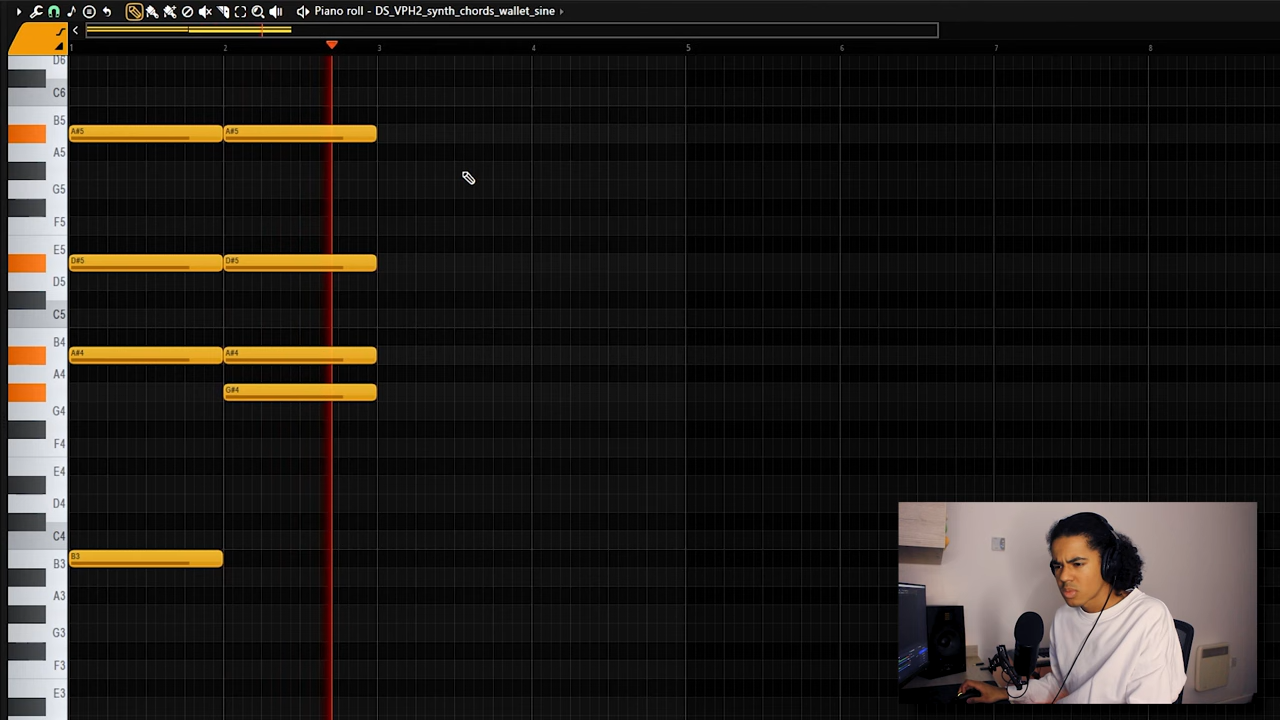 Piano roll - DS_VPH2_synth_chords_wallet_sine
1 2 3 4 5 6 7 8
D6
C6
B5
A#5 A#5
A5
G5
F5
E5
D#5 D#5
D5
C5
B4
A#4 A#4
A4
G#4
G4
F4
E4
D4
C4
B3
B3
A3
G3
F3
E3